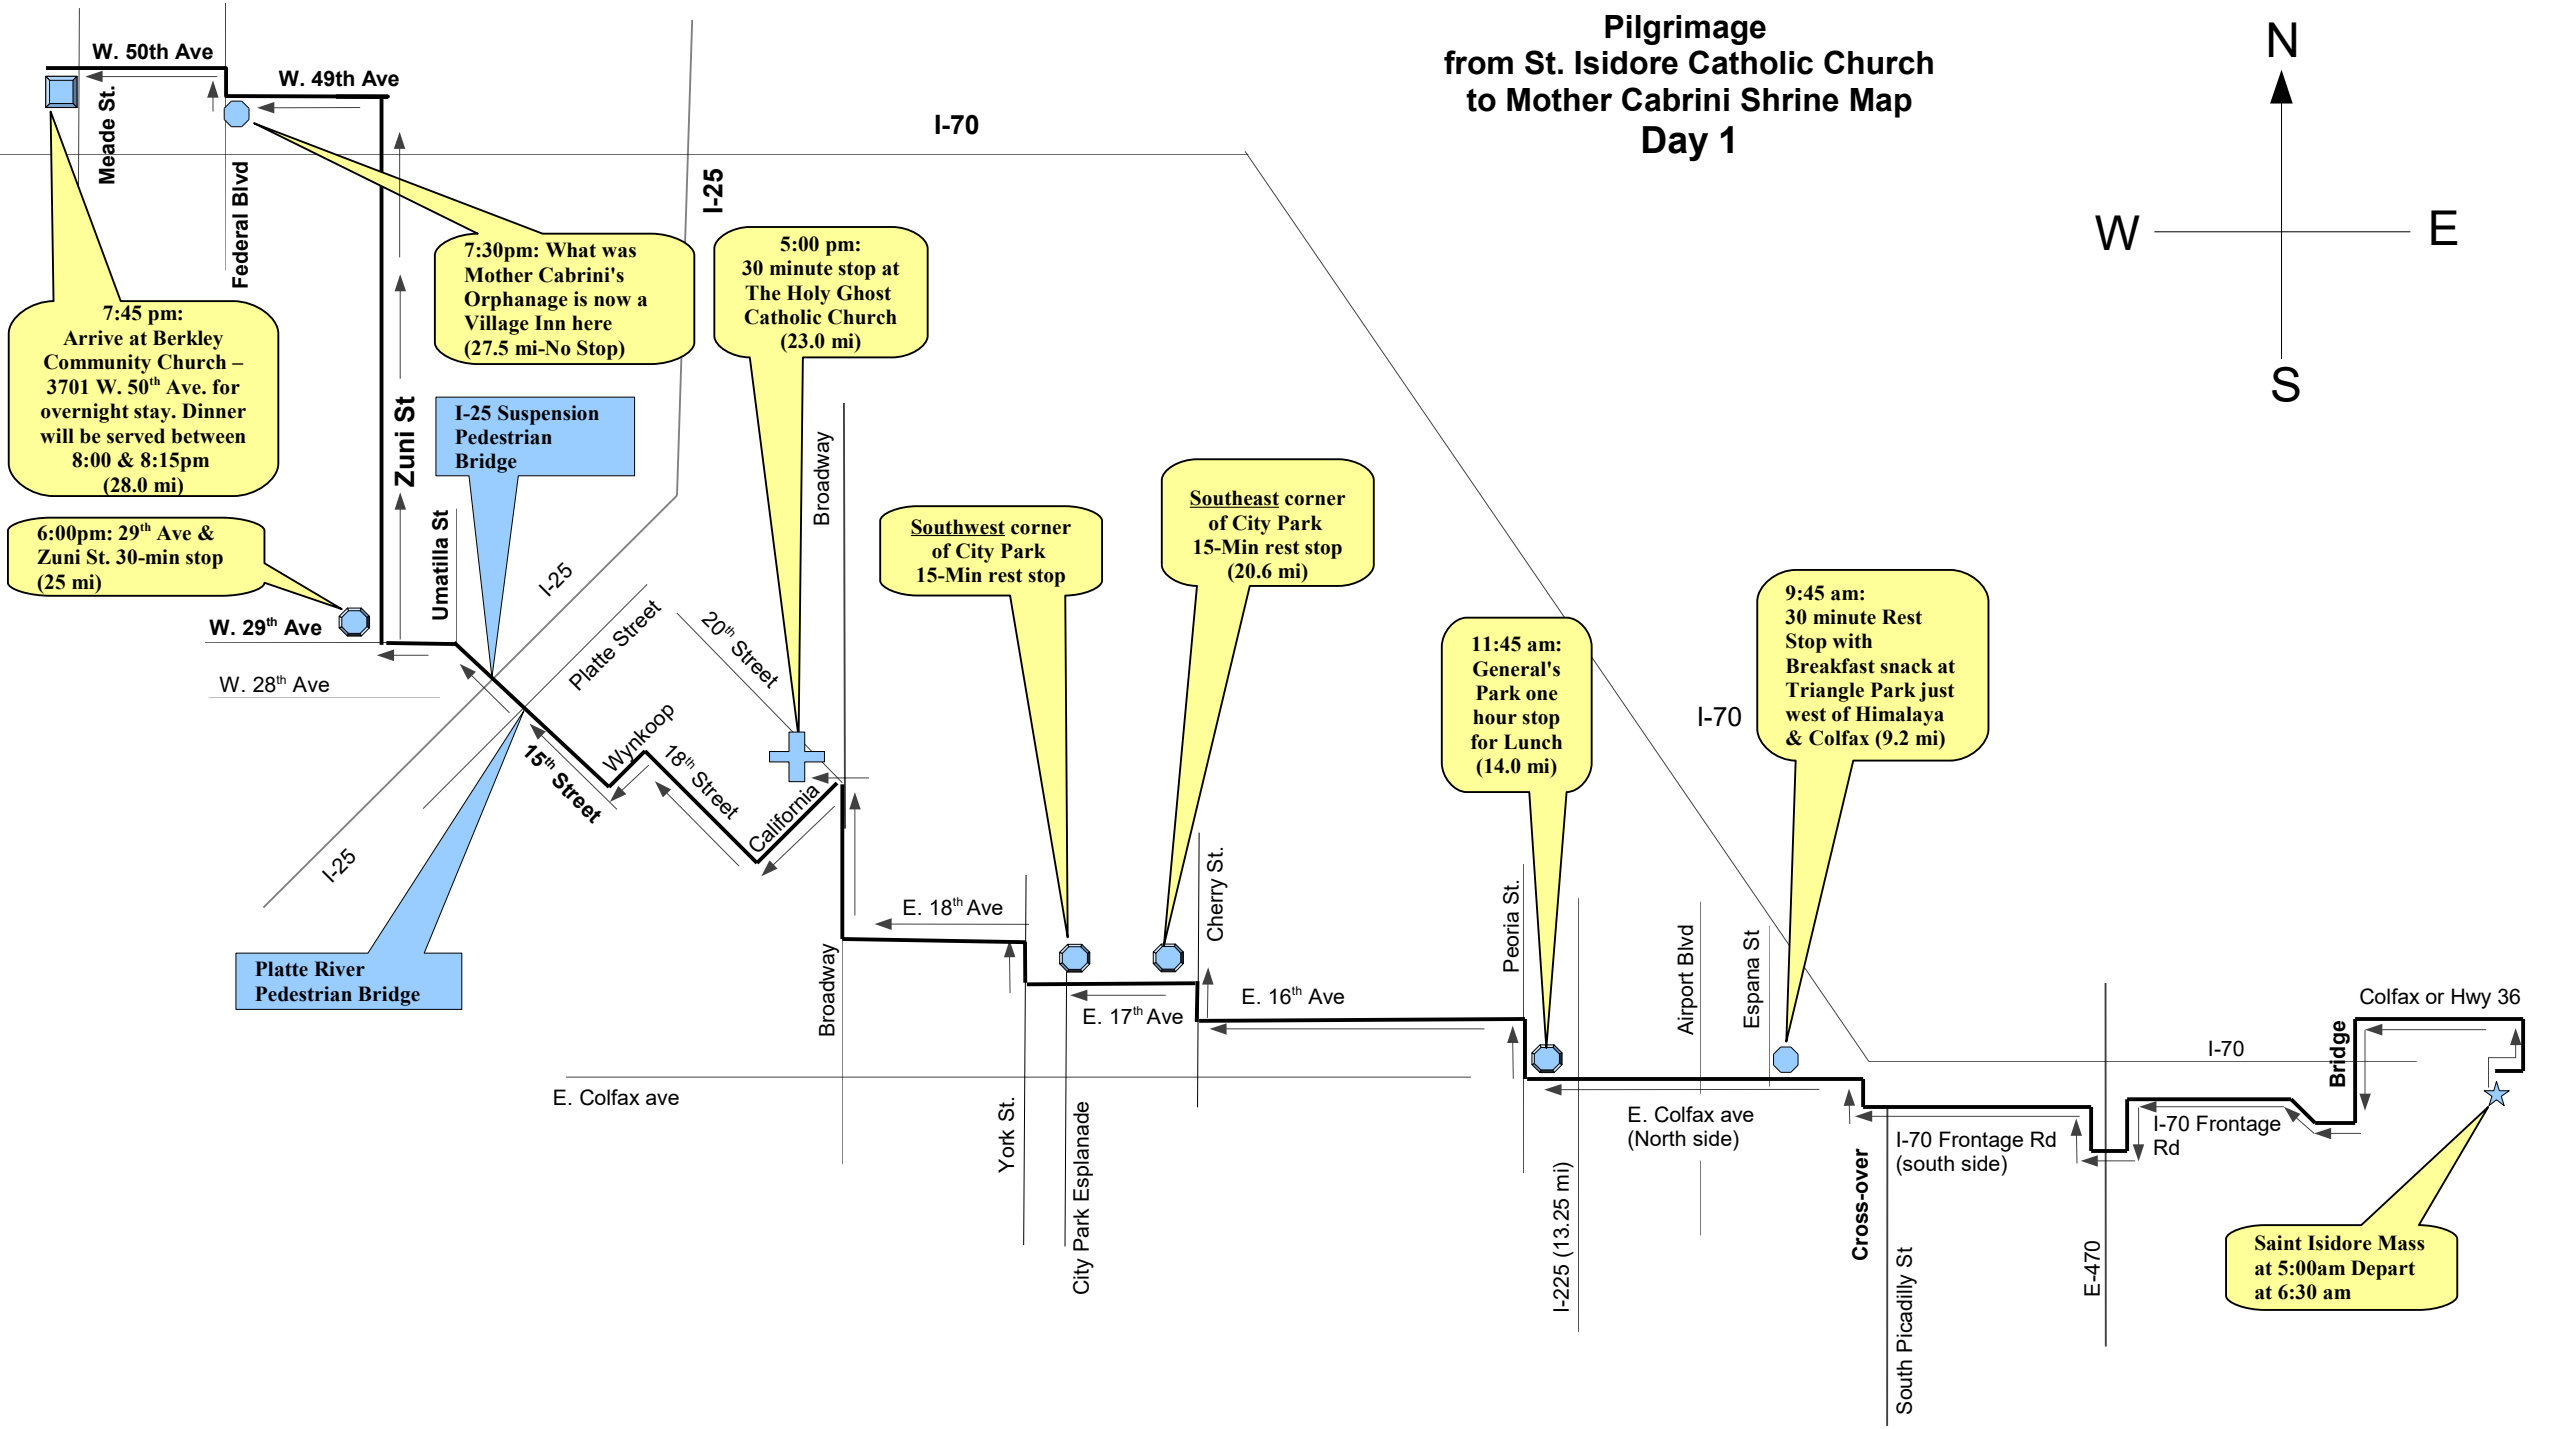 Pilgrimage
from St. Isidore Catholic Church
to Mother Cabrini Shrine Map
Day 1
N
W
E
S
W. 50th Ave
W. 49th Ave
Meade St.
Federal Blvd
I-70
I-25
Zuni St
7:30pm: What was
Mother Cabrini's
Orphanage is now a
Village Inn here
(27.5 mi-No Stop)
5:00 pm:
30 minute stop at
The Holy Ghost
Catholic Church
(23.0 mi)
7:45 pm:
Arrive at Berkley
Community Church –
3701 W. 50th Ave. for
overnight stay. Dinner
will be served between
8:00 & 8:15pm
(28.0 mi)
I-25 Suspension
Pedestrian
Bridge
6:00pm: 29th Ave &
Zuni St. 30-min stop
(25 mi)
Umatilla St
I-25
W. 29th Ave
W. 28th Ave
Platte Street
20th Street
Broadway
Wynkoop
15th Street
18th Street
California
I-25
Platte River
Pedestrian Bridge
Southwest corner
of City Park
15-Min rest stop
Southeast corner
of City Park
15-Min rest stop
(20.6 mi)
11:45 am:
General's
Park one
hour stop
for Lunch
(14.0 mi)
9:45 am:
30 minute Rest
Stop with
Breakfast snack at
Triangle Park just
west of Himalaya
& Colfax (9.2 mi)
I-70
E. 18th Ave
Cherry St.
Peoria St.
Airport Blvd
Espana St
Broadway
E. 17th Ave
E. 16th Ave
E. Colfax ave
York St.
City Park Esplanade
I-225 (13.25 mi)
E. Colfax ave
(North side)
Cross-over
South Picadilly St
I-70 Frontage Rd
(south side)
E-470
I-70 Frontage
Rd
Bridge
I-70
Colfax or Hwy 36
Saint Isidore Mass
at 5:00am Depart
at 6:30 am